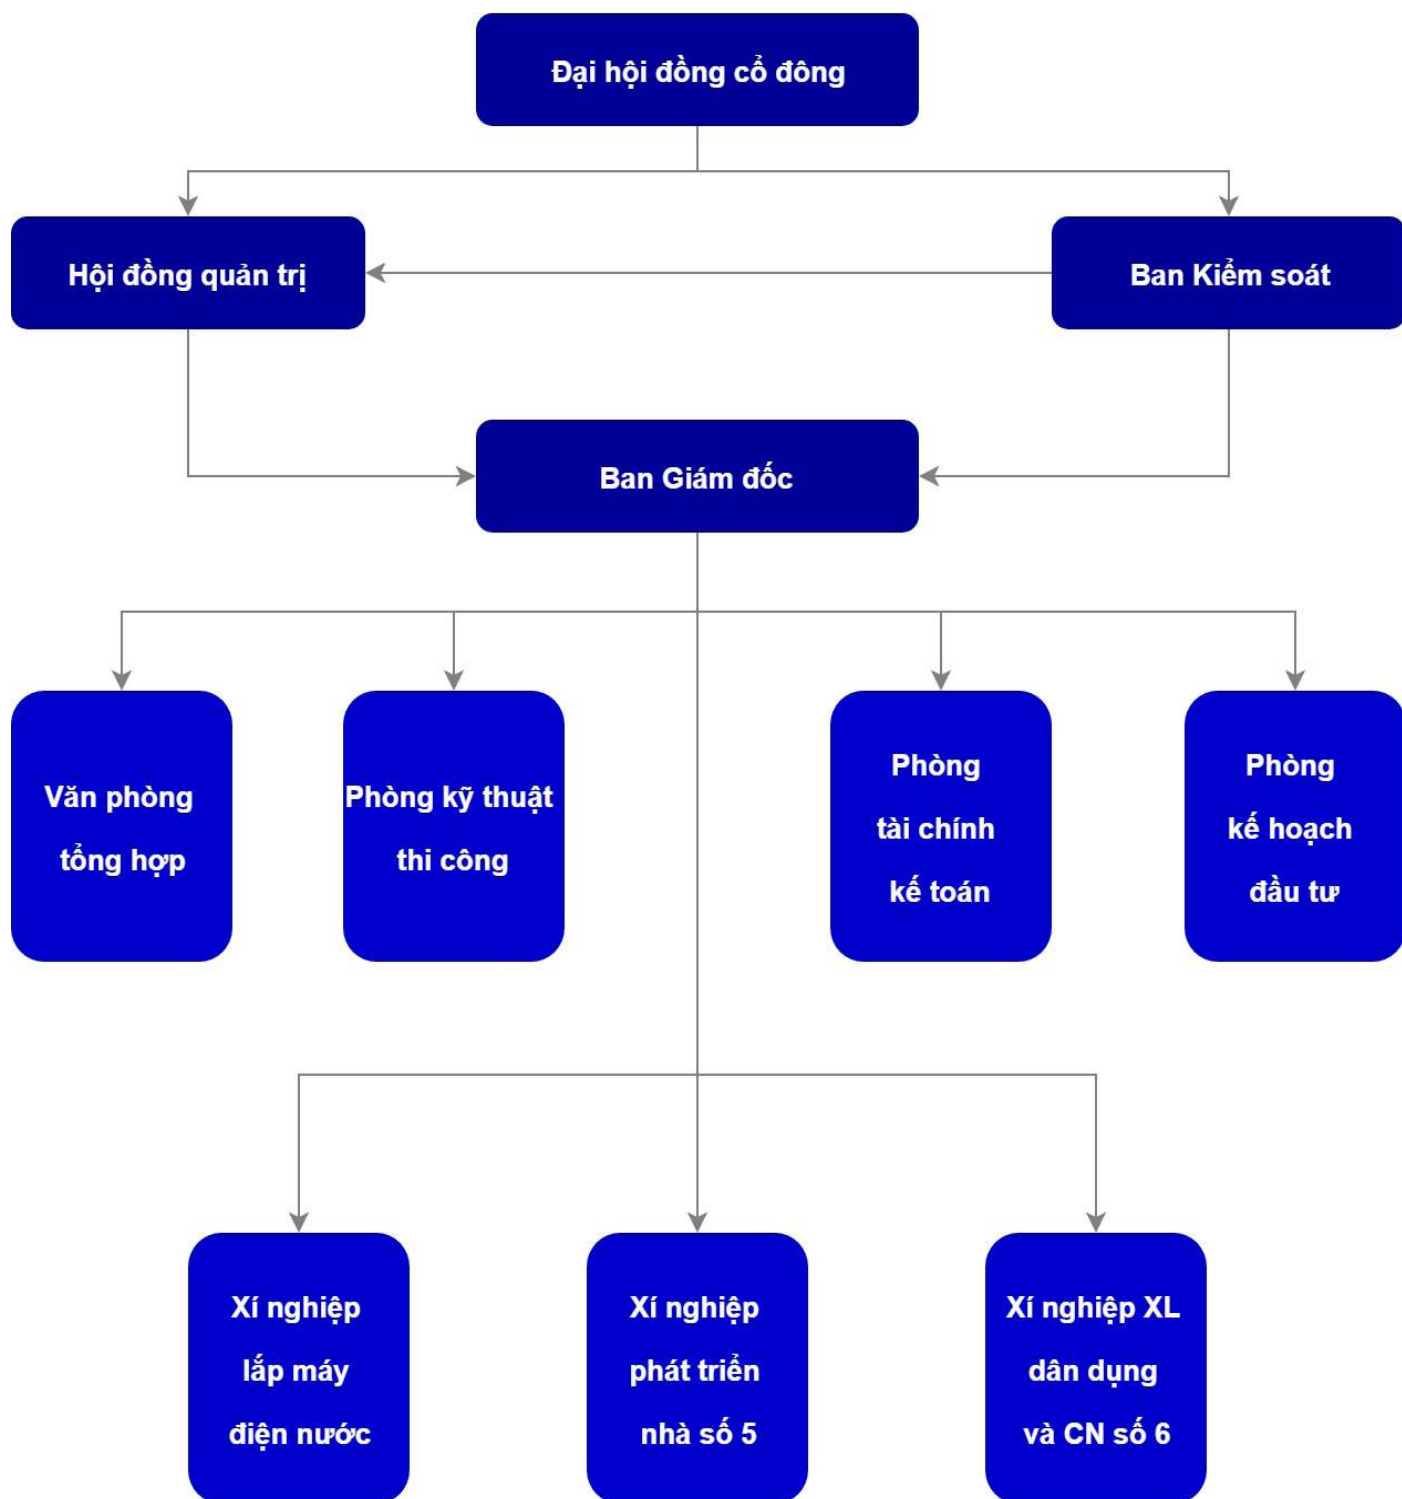 Đại hội đồng cổ đông
Hội đồng quản trị
Ban Kiểm soát
Ban Giám đốc
Văn phòng
tổng hợp
Phòng kỹ thuật
thi công
Phòng
tài chính
kế toán
Phòng
kế hoạch
đầu tư
Xí nghiệp
lắp máy
điện nước
Xí nghiệp
phát triển
nhà số 5
Xí nghiệp XL
dân dụng
và CN số 6